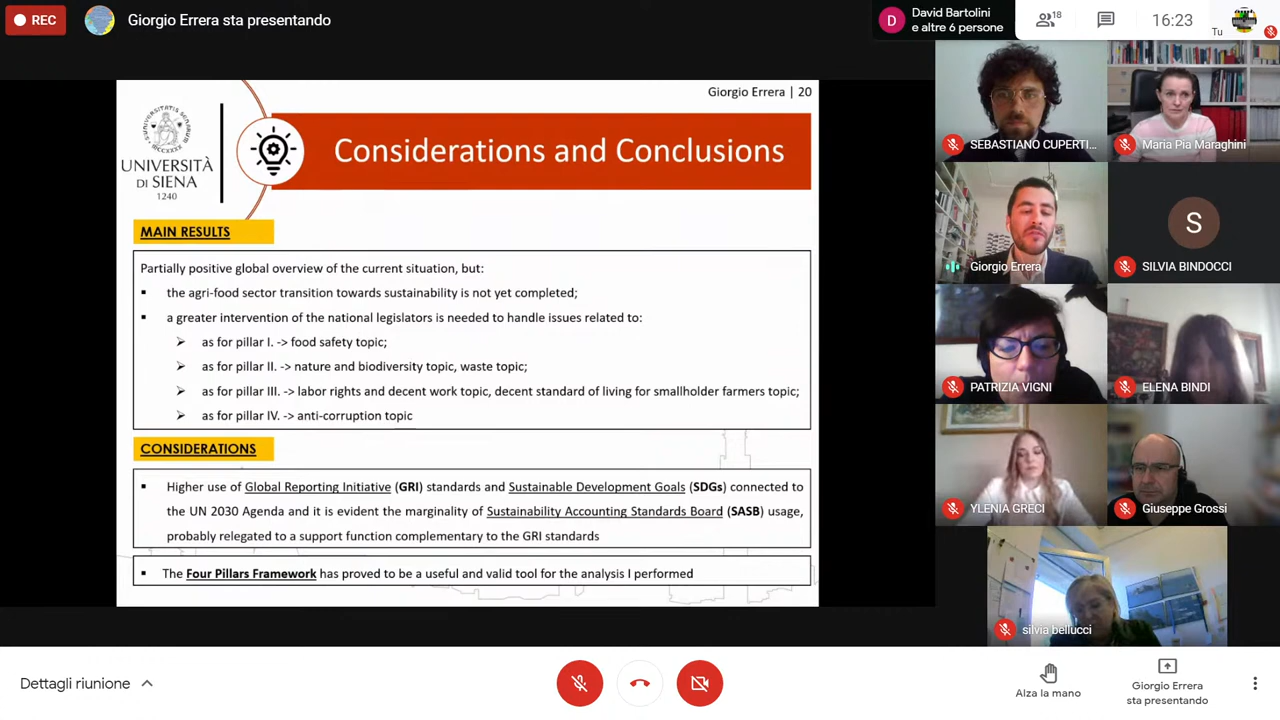 REC
Giorgio Errera sta presentando
D
David Bartolini
e altre 6 persone
18
16:23
Tu
Giorgio Errera | 20
UNIVERSITÀ
DI SIENA
1240
Considerations and Conclusions
MAIN RESULTS
Partially positive global overview of the current situation, but:
▪ the agri-food sector transition towards sustainability is not yet completed;
▪ a greater intervention of the national legislators is needed to handle issues related to:
➢ as for pillar I. -> food safety topic;
➢ as for pillar II. -> nature and biodiversity topic, waste topic;
➢ as for pillar III. -> labor rights and decent work topic, decent standard of living for smallholder farmers topic;
➢ as for pillar IV. -> anti-corruption topic
CONSIDERATIONS
▪ Higher use of Global Reporting Initiative (GRI) standards and Sustainable Development Goals (SDGs) connected to
the UN 2030 Agenda and it is evident the marginality of Sustainability Accounting Standards Board (SASB) usage,
probably relegated to a support function complementary to the GRI standards
▪ The Four Pillars Framework has proved to be a useful and valid tool for the analysis I performed
SEBASTIANO CUPERTI...
Maria Pia Maraghini
Giorgio Errera
S
SILVIA BINDOCCI
PATRIZIA VIGNI
ELENA BINDI
YLENIA GRECI
Giuseppe Grossi
silvia bellucci
Dettagli riunione
Alza la mano
Giorgio Errera
sta presentando